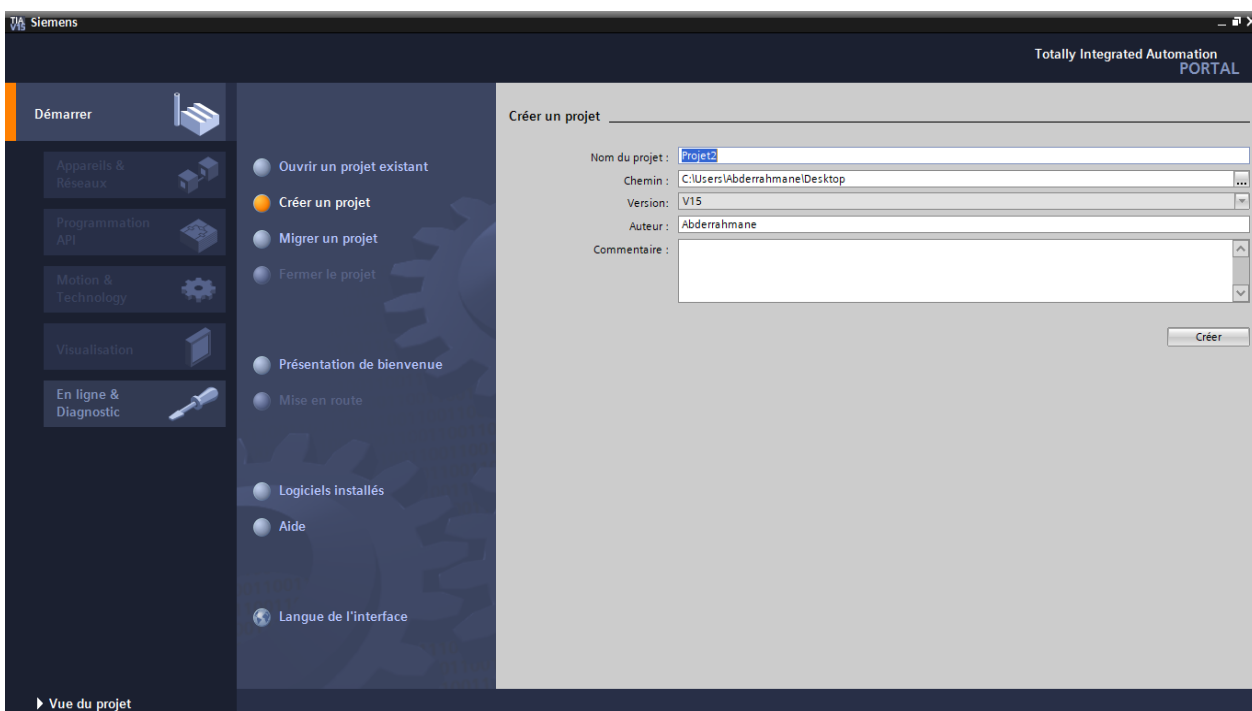 TIA
V15 Siemens
Totally Integrated Automation
PORTAL
Démarrer
Appareils &
Réseaux
Programmation
API
Motion &
Technology
Visualisation
En ligne &
Diagnostic
Vue du projet
Ouvrir un projet existant
Créer un projet
Migrer un projet
Fermer le projet
Présentation de bienvenue
Mise en route
Logiciels installés
Aide
Langue de l'interface
Créer un projet
Nom du projet : Projet2
Chemin : C:\Users\Abderrahmane\Desktop
...
Version: V15
Auteur : Abderrahmane
Commentaire :
Créer